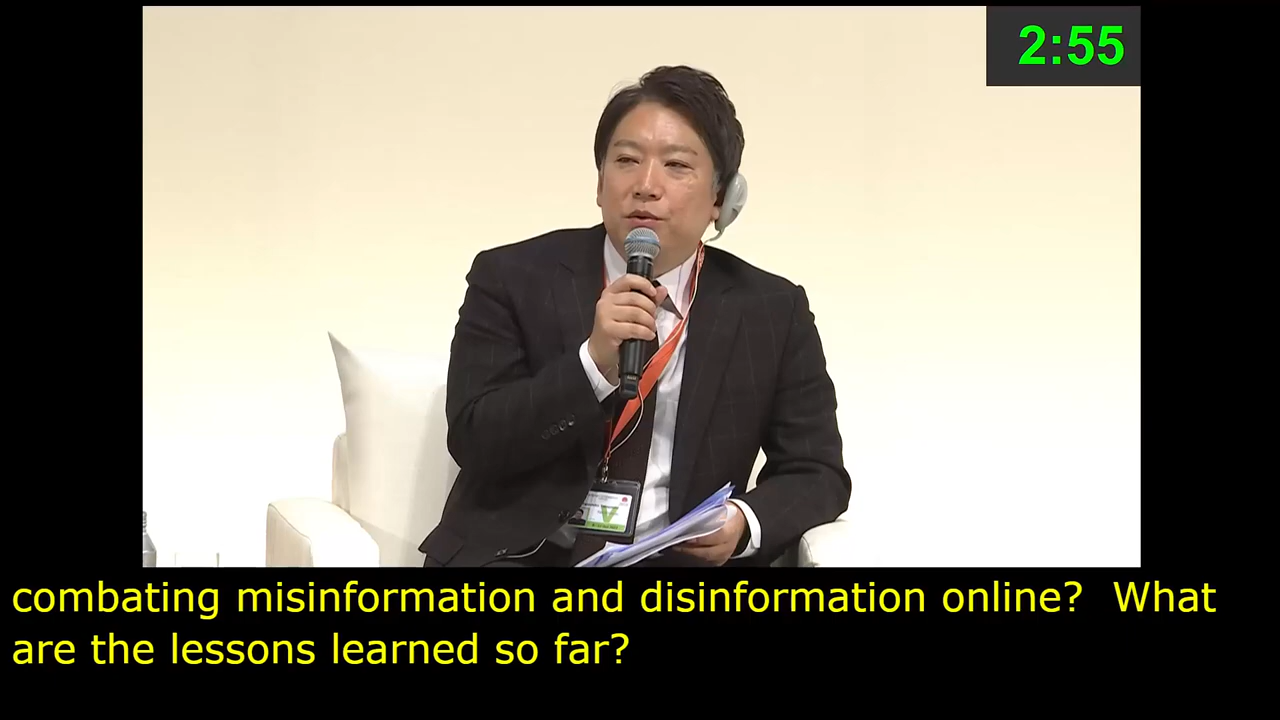 2:55
combating misinformation and disinformation online?  What
are the lessons learned so far?